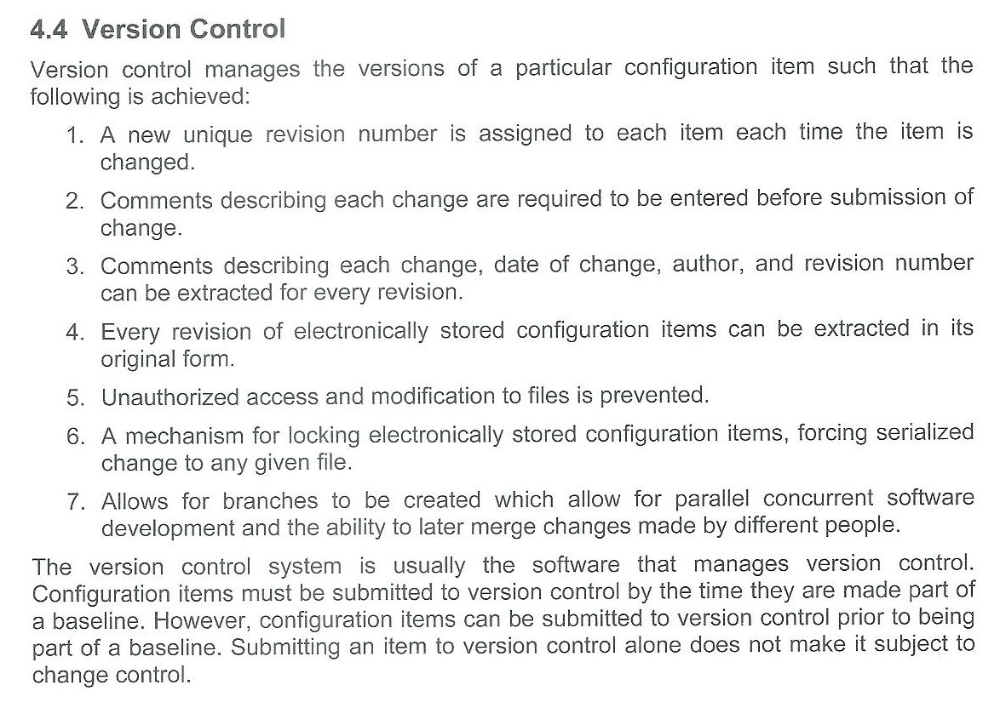 4.4 Version Control
Version control manages the versions of a particular configuration item such that the
following is achieved:
1. A new unique revision number is assigned to each item each time the item is
changed.
2. Comments describing each change are required to be entered before submission of
change.
3. Comments describing each change, date of change, author, and revision number
can be extracted for every revision.
4. Every revision of electronically stored configuration items can be extracted in its
original form.
5. Unauthorized access and modification to files is prevented.
6. A mechanism for locking electronically stored configuration items, forcing serialized
change to any given file.
7. Allows for branches to be created which allow for parallel concurrent software
development and the ability to later merge changes made by different people.
The version control system is usually the software that manages version control.
Configuration items must be submitted to version control by the time they are made part of
a baseline. However, configuration items can be submitted to version control prior to being
part of a baseline. Submitting an item to version control alone does not make it subject to
change control.